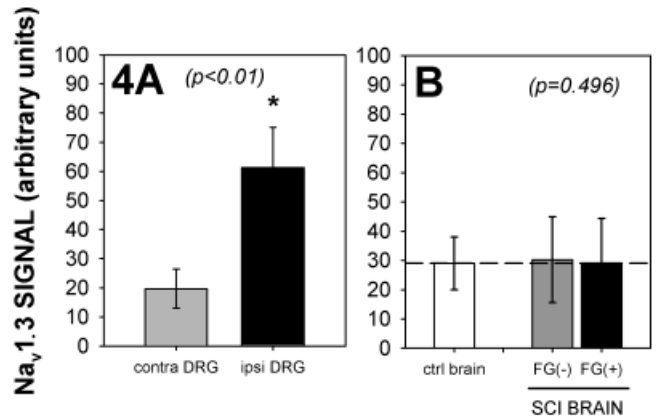 Nav1.3 SIGNAL (arbitrary units)
4A
(p<0.01)
*
100
90
80
70
60
50
40
30
20
10
0
contra DRG ipsi DRG
B
(p=0.496)
100
90
80
70
60
50
40
30
20
10
0
ctrl brain FG(-) FG(+)
SCI BRAIN